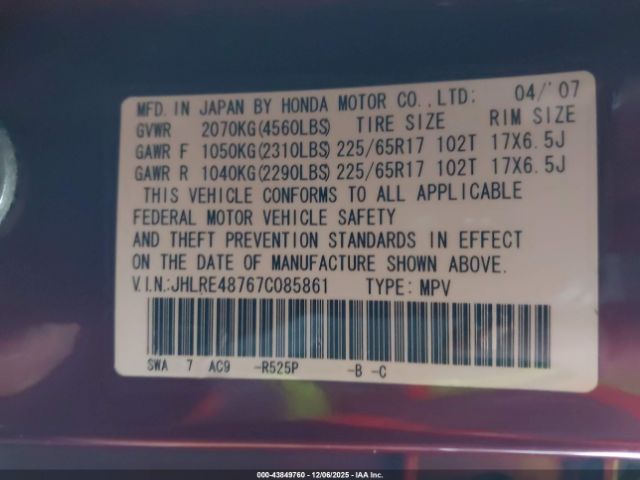 MFD. IN JAPAN BY HONDA MOTOR CO.,LTD: 04/'07
GVWR 2070KG(4560LBS) TIRE SIZE RIM SIZE
GAWR F 1050KG(2310LBS) 225/65R17 102T 17X6.5J
GAWR R 1040KG(2290LBS) 225/65R17 102T 17X6.5J
THIS VEHICLE CONFORMS TO ALL APPLICABLE
FEDERAL MOTOR VEHICLE SAFETY
AND THEFT PREVENTION STANDARDS IN EFFECT
ON THE DATE OF MANUFACTURE SHOWN ABOVE.
V.I.N.:JHLRE48767C085861 TYPE: MPV
SWA 7 AC9 -R525P -B -C
000-43849760 - 12/06/2025 - IAA Inc.